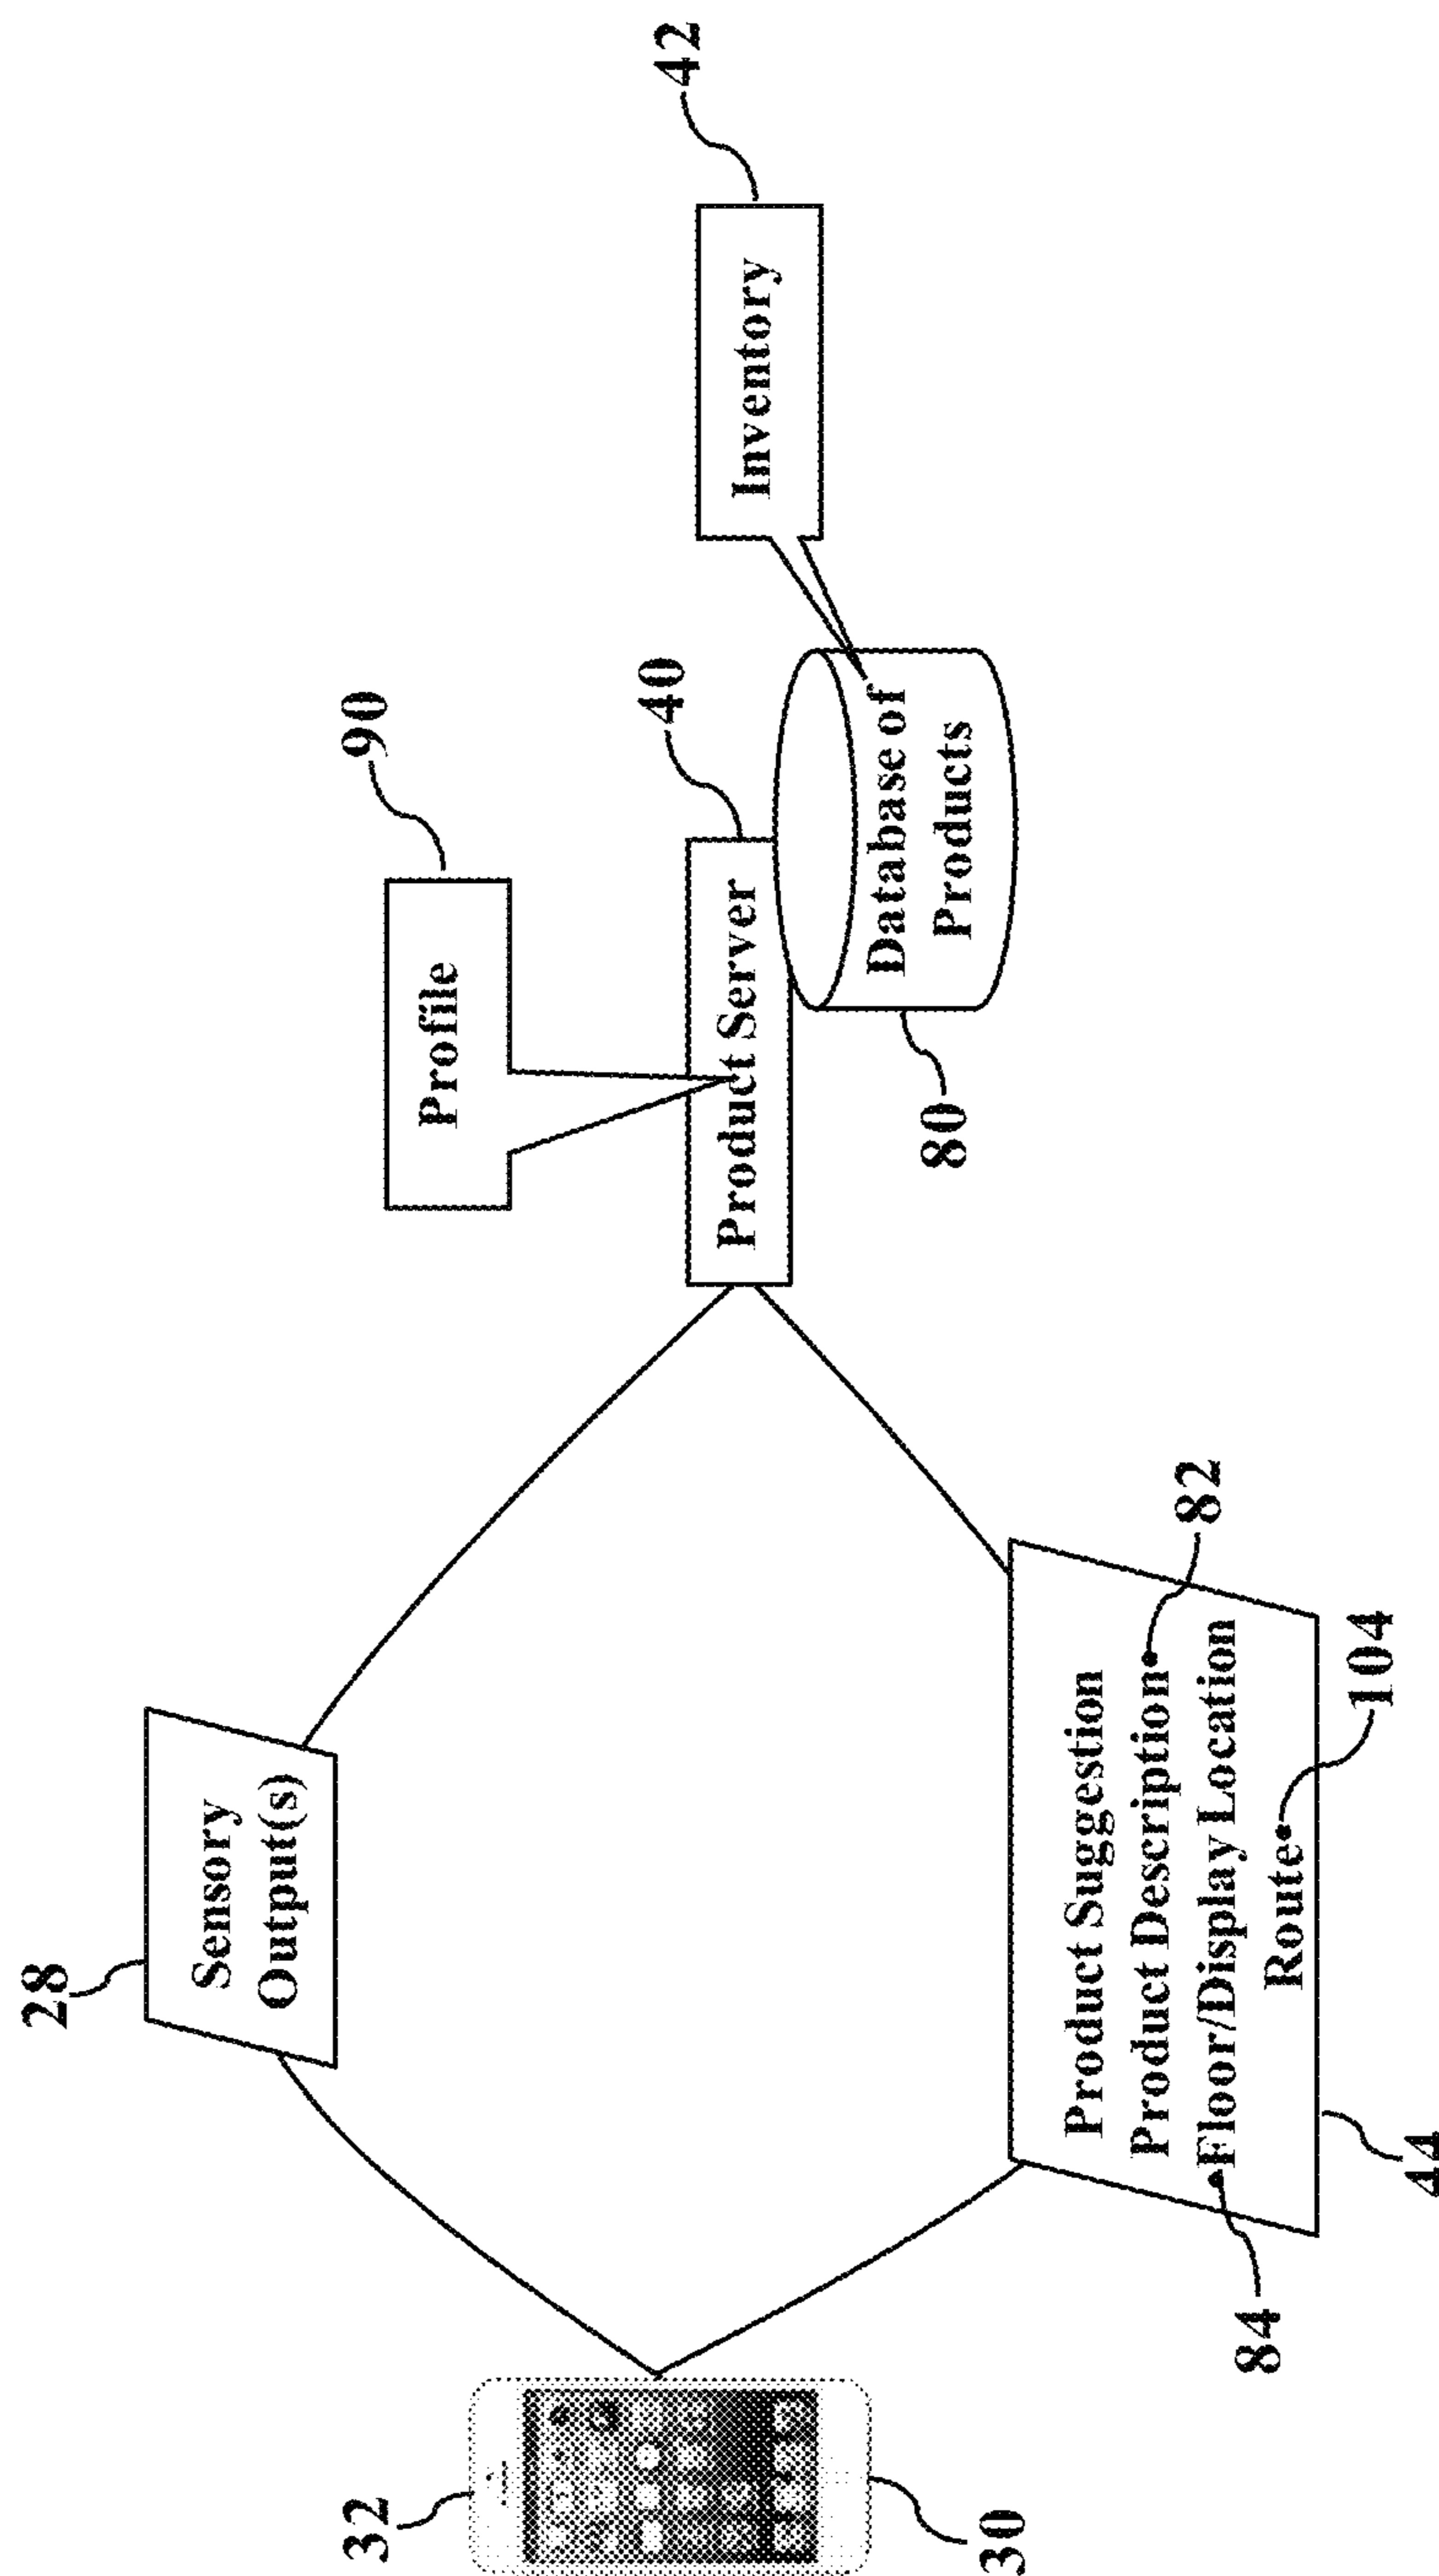 28
Sensory
Output(s)
90
Profile
42
Inventory
32
30
40
Product Server
Database of
Products
80
Product Suggestion
Product Description
82
84
Floor/Display Location
Route
104
44